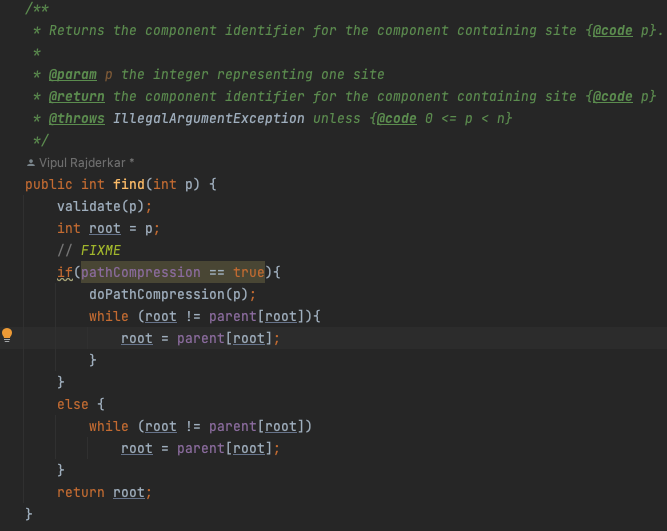 /**
 * Returns the component identifier for the component containing site {@code p}.
 *
 * @param p the integer representing one site
 * @return the component identifier for the component containing site {@code p}
 * @throws IllegalArgumentException unless {@code 0 <= p < n}
 */
Vipul Rajderkar *
public int find(int p) {
    validate(p);
    int root = p;
    // FIXME
    if(pathCompression == true){
        doPathCompression(p);
        while (root != parent[root]){
            root = parent[root];
        }
    }
    else {
        while (root != parent[root])
            root = parent[root];
    }
    return root;
}